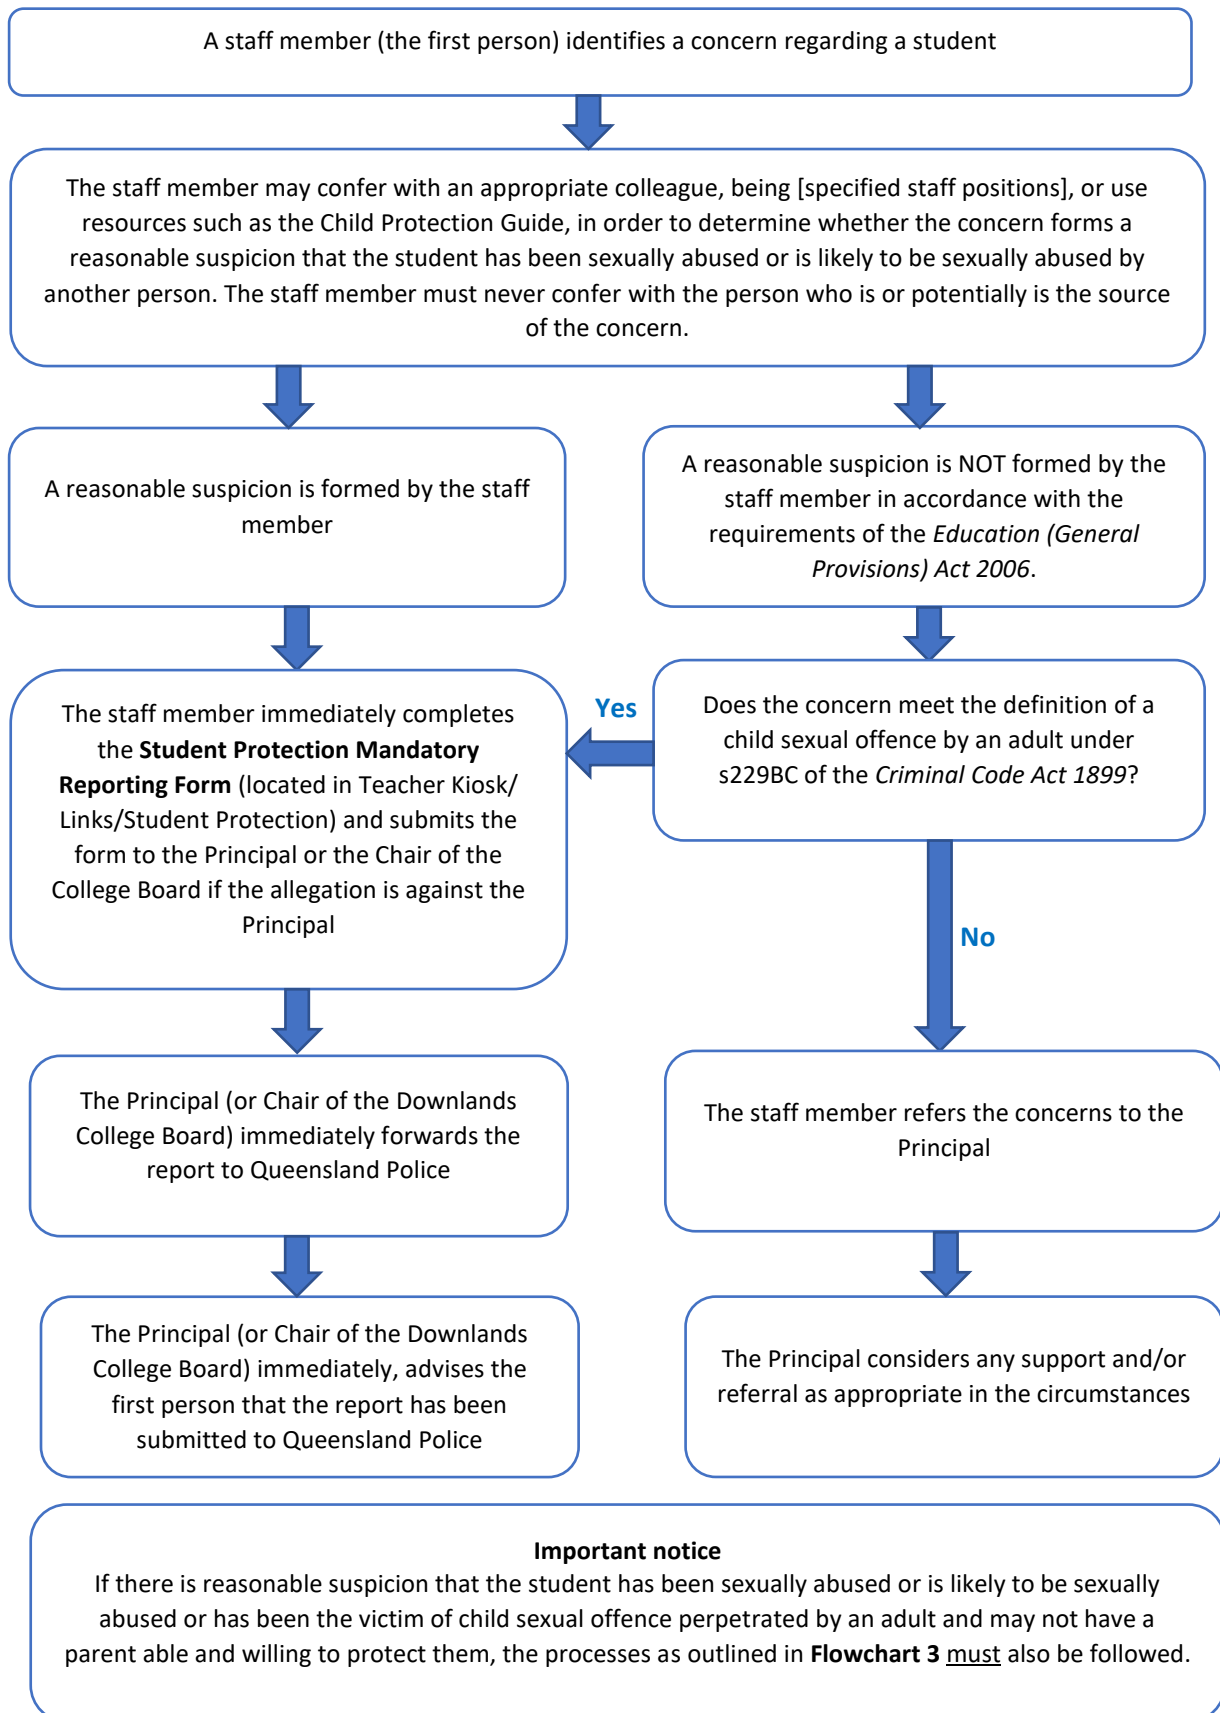 A staff member (the first person) identifies a concern regarding a student
The staff member may confer with an appropriate colleague, being [specified staff positions], or use
resources such as the Child Protection Guide, in order to determine whether the concern forms a
reasonable suspicion that the student has been sexually abused or is likely to be sexually abused by
another person. The staff member must never confer with the person who is or potentially is the source
of the concern.
A reasonable suspicion is formed by the staff
member
A reasonable suspicion is NOT formed by the
staff member in accordance with the
requirements of the Education (General
Provisions) Act 2006.
The staff member immediately completes
the Student Protection Mandatory
Reporting Form (located in Teacher Kiosk/
Links/Student Protection) and submits the
form to the Principal or the Chair of the
College Board if the allegation is against the
Principal
Yes
Does the concern meet the definition of a
child sexual offence by an adult under
s229BC of the Criminal Code Act 1899?
No
The Principal (or Chair of the Downlands
College Board) immediately forwards the
report to Queensland Police
The staff member refers the concerns to the
Principal
The Principal (or Chair of the Downlands
College Board) immediately, advises the
first person that the report has been
submitted to Queensland Police
The Principal considers any support and/or
referral as appropriate in the circumstances
Important notice
If there is reasonable suspicion that the student has been sexually abused or is likely to be sexually
abused or has been the victim of child sexual offence perpetrated by an adult and may not have a
parent able and willing to protect them, the processes as outlined in Flowchart 3 must also be followed.